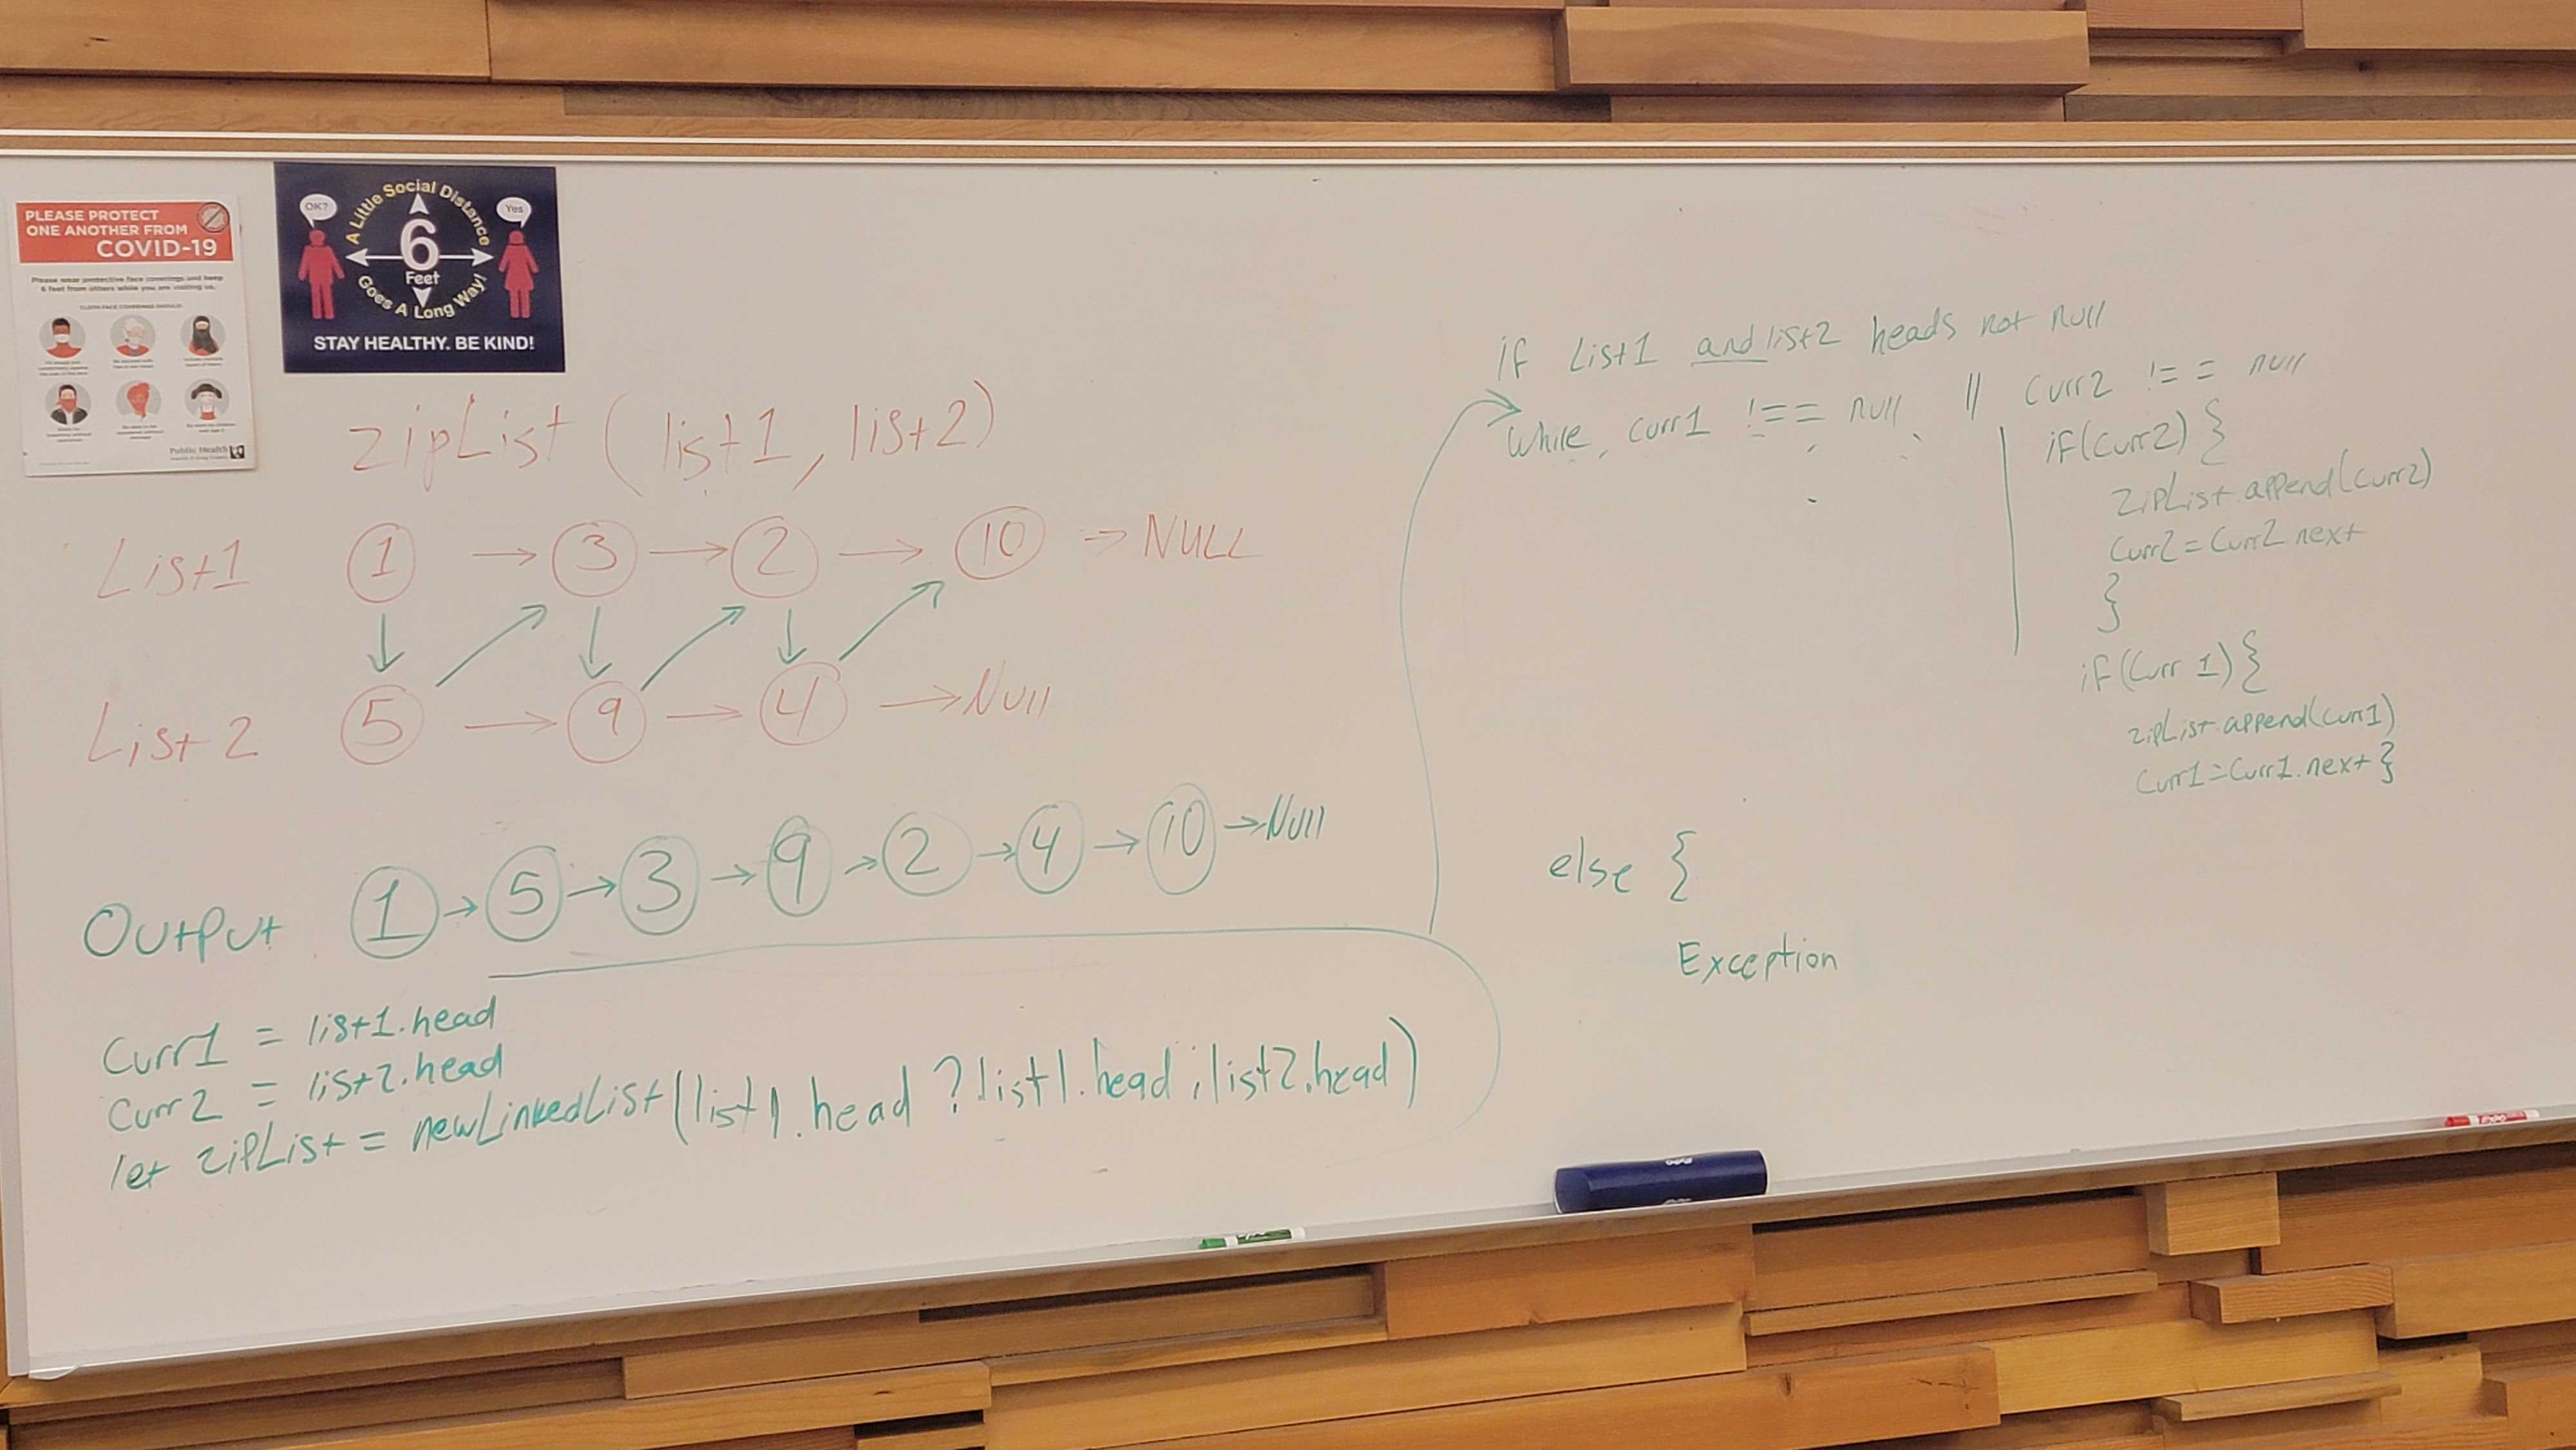 PLEASE PROTECT
ONE ANOTHER FROM
COVID-19
Please wear protective face coverings and keep
6 feet from others while you are visiting us.
CLOTH FACE COVERINGS SHOULD:
Public Health
OK?
Yes
A Little Social Distance
6
Feet
Goes A Long Way!
STAY HEALTHY. BE KIND!
zipList (list1, list2)
List1 1 → 3 → 2 → 10 → NULL
List 2 5 → 9 → 4 → Null
Output 1 → 5 → 3 → 9 → 2 → 4 → 10 → Null
Curr1 = list1.head
Curr2 = list2.head
let zipList = newLinkedList(list1.head ? list1.head ; list2.head)
if List1 and list2 heads not null
While, curr1 !== null || Curr2 !== null
if(Curr2) {
ZipList.append(curr2)
Curr2 = Curr2 next
}
if (Curr 1) {
zipList.append(curr1)
Curr1 = Curr1.next }
else {
Exception